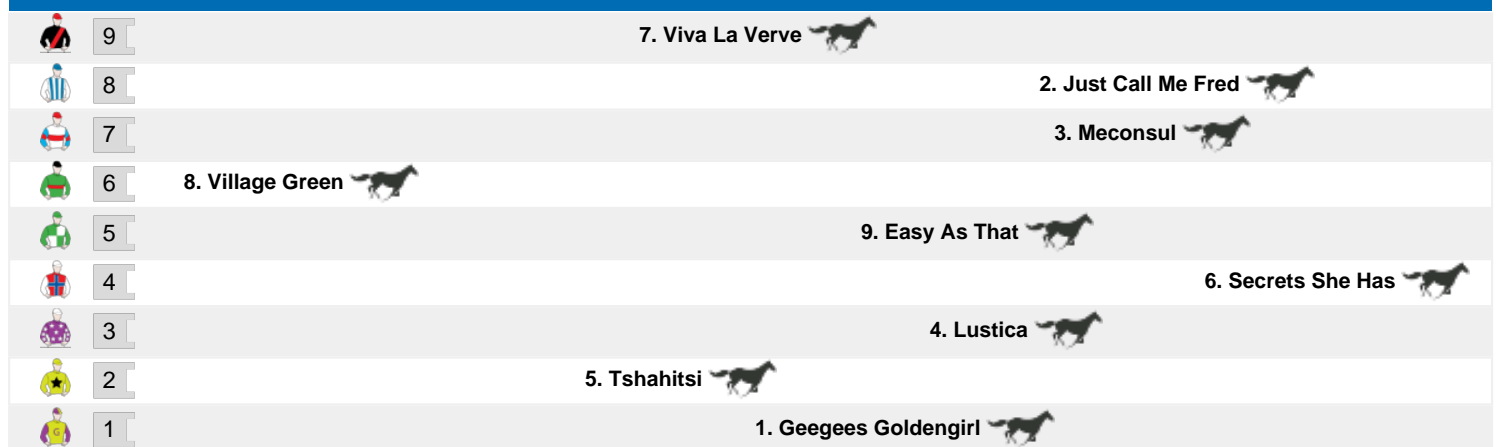 9 7. Viva La Verve
8 2. Just Call Me Fred
7 3. Meconsul
6 8. Village Green
5 9. Easy As That
4 6. Secrets She Has
3 4. Lustica
2 5. Tshahitsi
G 1 1. Geegees Goldengirl